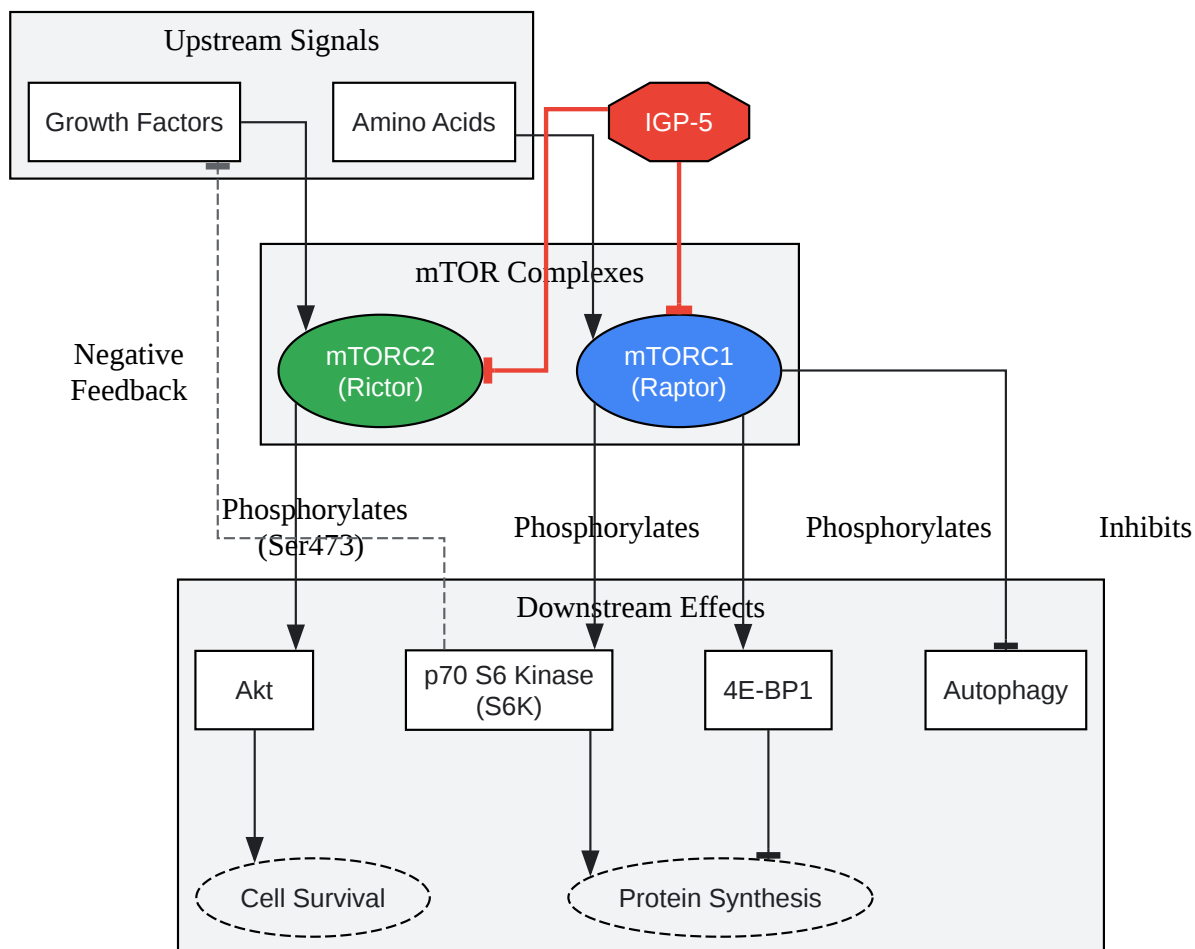 Upstream Signals
Growth Factors
Amino Acids
IGP-5
mTOR Complexes
mTORC2
(Rictor)
mTORC1
(Raptor)
Negative
Feedback
Phosphorylates
(Ser473)
Phosphorylates
Phosphorylates
Inhibits
Downstream Effects
Akt
p70 S6 Kinase
(S6K)
4E-BP1
Autophagy
Cell Survival
Protein Synthesis